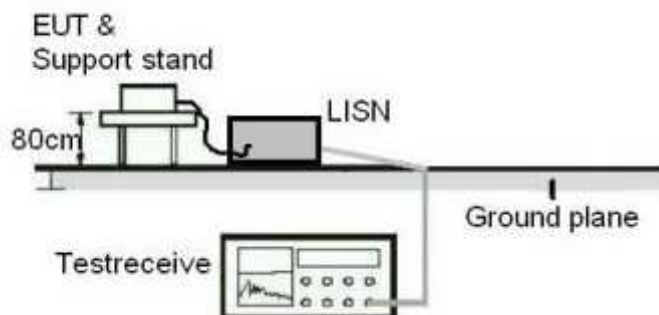 EUT &
Support stand
LISN
80cm
Ground plane
Testreceive